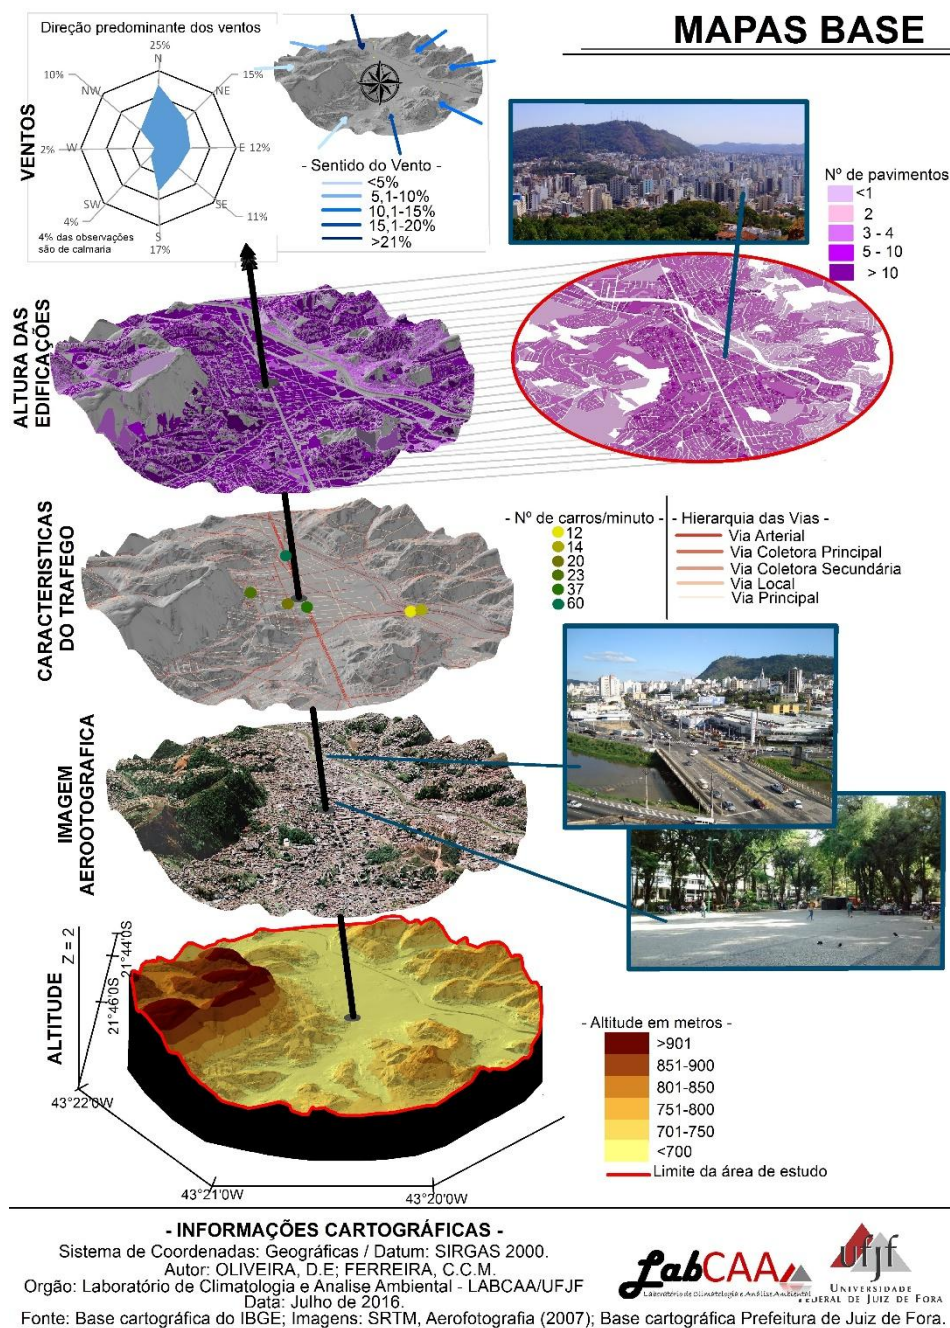 MAPAS BASE
VENTOS
Direção predominante dos ventos
25%
N
10%
NW
NE
15%
2%
W
E 12%
SW
4%
SE
11%
S
17%
4% das observações
são de calmaria
- Sentido do Vento -
<5%
5,1-10%
10,1-15%
15,1-20%
>21%
Nº de pavimentos
<1
2
3 - 4
5 - 10
> 10
ALTURA DAS
EDIFICAÇÕES
CARACTERISTICAS
DO TRAFEGO
- Nº de carros/minuto -
12
14
20
23
37
60
- Hierarquia das Vias -
Via Arterial
Via Coletora Principal
Via Coletora Secundária
Via Local
Via Principal
IMAGEM
AEROOTOGRAFICA
ALTITUDE
Z = 2
21°44'0S
21°46'0S
43°22'0W
43°21'0W
43°20'0W
- Altitude em metros -
>901
851-900
801-850
751-800
701-750
<700
Limite da área de estudo
- INFORMAÇÕES CARTOGRÁFICAS -
Sistema de Coordenadas: Geográficas / Datum: SIRGAS 2000.
Autor: OLIVEIRA, D.E; FERREIRA, C.C.M.
Orgão: Laboratório de Climatologia e Analise Ambiental - LABCAA/UFJF
Data: Julho de 2016.
Fonte: Base cartográfica do IBGE; Imagens: SRTM, Aerofotografia (2007); Base cartográfica Prefeitura de Juiz de Fora.
LabCAA
Laboratório de Climatologia e Análise Ambiental
ufjf
UNIVERSIDADE
FEDERAL DE JUIZ DE FORA